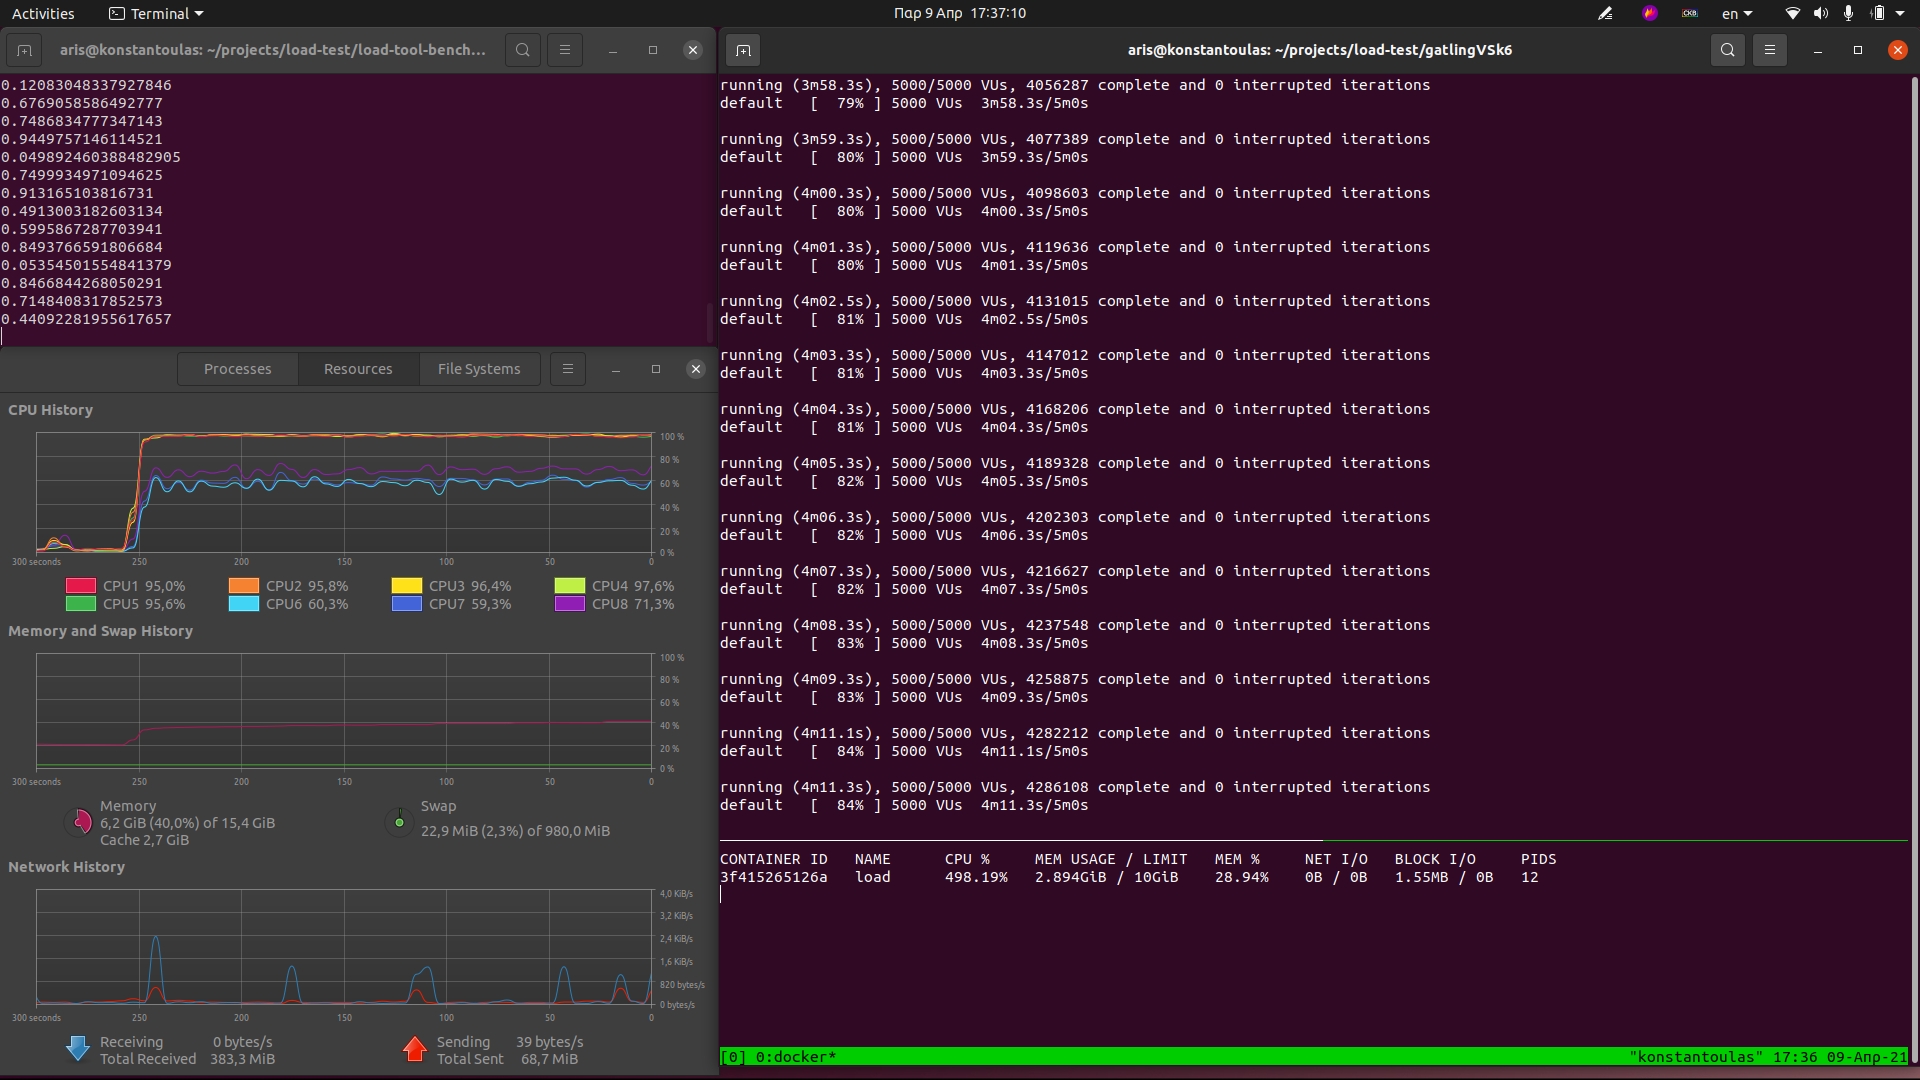 Activities
Terminal
Παρ 9 Απρ 17:37:10
CKB
en
aris@konstantoulas: ~/projects/load-test/load-tool-bench...
0.12083048337927846
0.6769058586492777
0.7486834777347143
0.9449757146114521
0.049892460388482905
0.7499934971094625
0.913165103816731
0.4913003182603134
0.5995867287703941
0.8493766591806684
0.05354501554841379
0.8466844268050291
0.7148408317852573
0.44092281955617657
Processes
Resources
File Systems
CPU History
100 %
80 %
60 %
40 %
20 %
0 %
300 seconds 250 200 150 100 50 0
CPU1 95,0% CPU2 95,8% CPU3 96,4% CPU4 97,6%
CPU5 95,6% CPU6 60,3% CPU7 59,3% CPU8 71,3%
Memory and Swap History
100 %
80 %
60 %
40 %
20 %
0 %
300 seconds 250 200 150 100 50 0
Memory
6,2 GiB (40,0%) of 15,4 GiB
Cache 2,7 GiB
Swap
22,9 MiB (2,3%) of 980,0 MiB
Network History
4,0 KiB/s
3,2 KiB/s
2,4 KiB/s
1,6 KiB/s
820 bytes/s
0 bytes/s
300 seconds 250 200 150 100 50 0
Receiving 0 bytes/s
Total Received 383,3 MiB
Sending 39 bytes/s
Total Sent 68,7 MiB
aris@konstantoulas: ~/projects/load-test/gatlingVSk6
running (3m58.3s), 5000/5000 VUs, 4056287 complete and 0 interrupted iterations
default [ 79% ] 5000 VUs 3m58.3s/5m0s
running (3m59.3s), 5000/5000 VUs, 4077389 complete and 0 interrupted iterations
default [ 80% ] 5000 VUs 3m59.3s/5m0s
running (4m00.3s), 5000/5000 VUs, 4098603 complete and 0 interrupted iterations
default [ 80% ] 5000 VUs 4m00.3s/5m0s
running (4m01.3s), 5000/5000 VUs, 4119636 complete and 0 interrupted iterations
default [ 80% ] 5000 VUs 4m01.3s/5m0s
running (4m02.5s), 5000/5000 VUs, 4131015 complete and 0 interrupted iterations
default [ 81% ] 5000 VUs 4m02.5s/5m0s
running (4m03.3s), 5000/5000 VUs, 4147012 complete and 0 interrupted iterations
default [ 81% ] 5000 VUs 4m03.3s/5m0s
running (4m04.3s), 5000/5000 VUs, 4168206 complete and 0 interrupted iterations
default [ 81% ] 5000 VUs 4m04.3s/5m0s
running (4m05.3s), 5000/5000 VUs, 4189328 complete and 0 interrupted iterations
default [ 82% ] 5000 VUs 4m05.3s/5m0s
running (4m06.3s), 5000/5000 VUs, 4202303 complete and 0 interrupted iterations
default [ 82% ] 5000 VUs 4m06.3s/5m0s
running (4m07.3s), 5000/5000 VUs, 4216627 complete and 0 interrupted iterations
default [ 82% ] 5000 VUs 4m07.3s/5m0s
running (4m08.3s), 5000/5000 VUs, 4237548 complete and 0 interrupted iterations
default [ 83% ] 5000 VUs 4m08.3s/5m0s
running (4m09.3s), 5000/5000 VUs, 4258875 complete and 0 interrupted iterations
default [ 83% ] 5000 VUs 4m09.3s/5m0s
running (4m11.1s), 5000/5000 VUs, 4282212 complete and 0 interrupted iterations
default [ 84% ] 5000 VUs 4m11.1s/5m0s
running (4m11.3s), 5000/5000 VUs, 4286108 complete and 0 interrupted iterations
default [ 84% ] 5000 VUs 4m11.3s/5m0s
CONTAINER ID NAME CPU % MEM USAGE / LIMIT MEM % NET I/O BLOCK I/O PIDS
3f415265126a load 498.19% 2.894GiB / 10GiB 28.94% 0B / 0B 1.55MB / 0B 12
[0] 0:docker* "konstantoulas" 17:36 09-Απρ-21